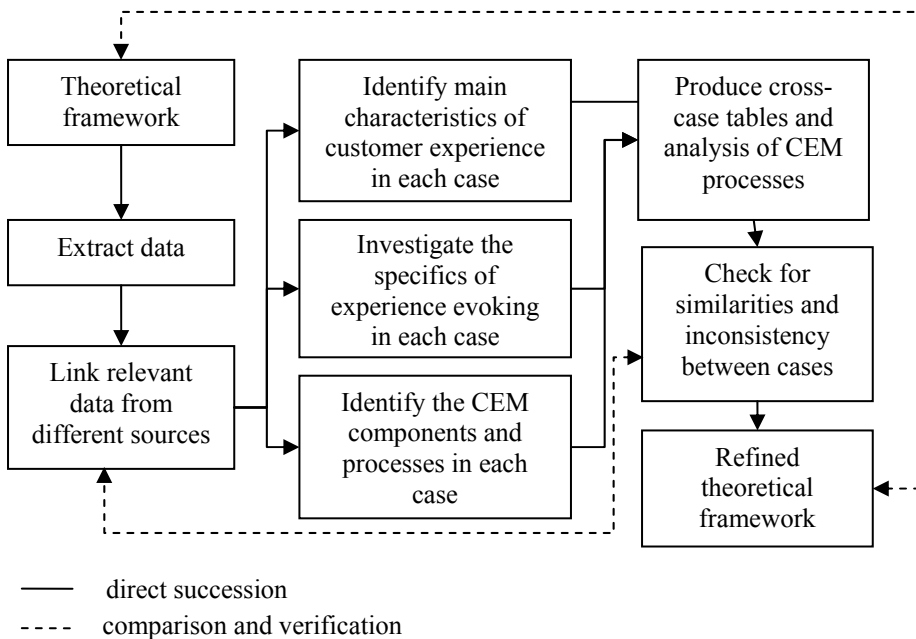 Theoretical
framework
Extract data
Link relevant
data from
different sources
Identify main
characteristics of
customer experience
in each case
Investigate the
specifics of
experience evoking
in each case
Identify the CEM
components and
processes in each
case
Produce cross-
case tables and
analysis of CEM
processes
Check for
similarities and
inconsistency
between cases
Refined
theoretical
framework
direct succession
comparison and verification